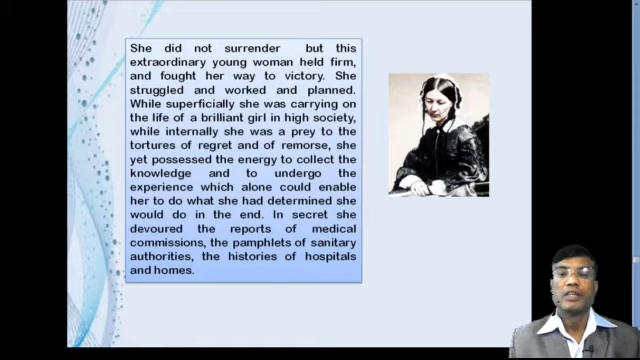 She did not surrender but this
extraordinary young woman held firm,
and fought her way to victory. She
struggled and worked and planned.
While superficially she was carrying on
the life of a brilliant girl in high society,
while internally she was a prey to the
tortures of regret and of remorse, she
yet possessed the energy to collect the
knowledge and to undergo the
experience which alone could enable
her to do what she had determined she
would do in the end. In secret she
devoured the reports of medical
commissions, the pamphlets of sanitary
authorities, the histories of hospitals
and homes.